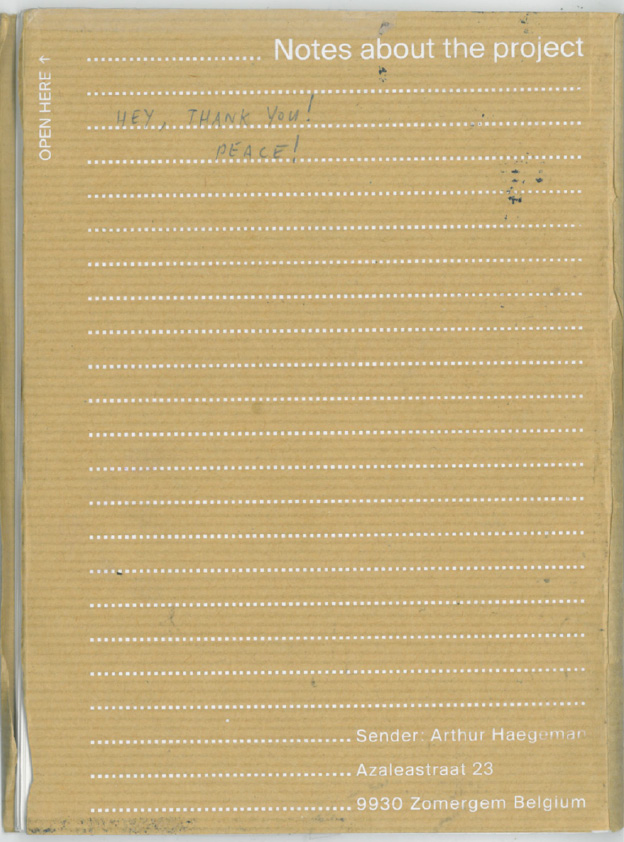 Notes about the project
OPEN HERE ↑
HEY, THANK YOU!
PEACE!
Sender: Arthur Haegeman
Azaleastraat 23
9930 Zomergem Belgium